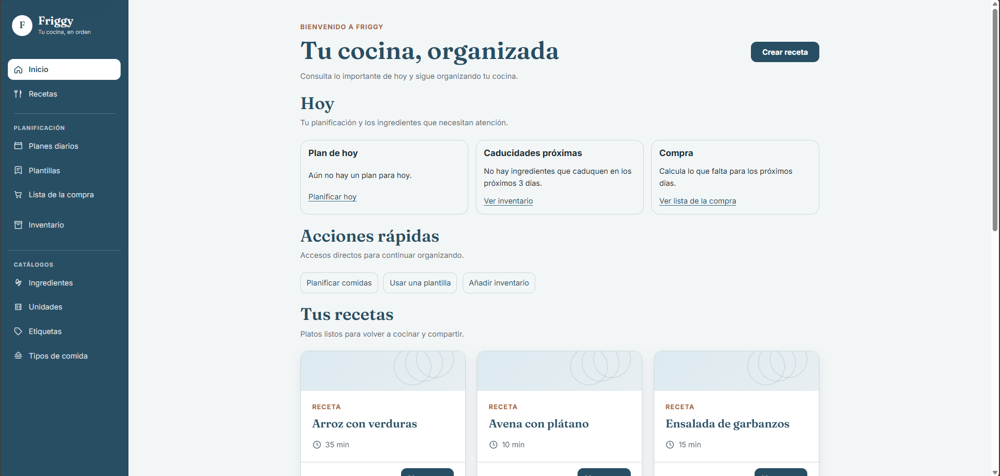 F
Friggy
Tu cocina, en orden
Inicio
Recetas
PLANIFICACIÓN
Planes diarios
Plantillas
Lista de la compra
Inventario
CATÁLOGOS
Ingredientes
Unidades
Etiquetas
Tipos de comida
BIENVENIDO A FRIGGY
Tu cocina, organizada
Crear receta
Consulta lo importante de hoy y sigue organizando tu cocina.
Hoy
Tu planificación y los ingredientes que necesitan atención.
Plan de hoy
Aún no hay un plan para hoy.
Planificar hoy
Caducidades próximas
No hay ingredientes que caduquen en los
próximos 3 días.
Ver inventario
Compra
Calcula lo que falta para los próximos
días.
Ver lista de la compra
Acciones rápidas
Accesos directos para continuar organizando.
Planificar comidas
Usar una plantilla
Añadir inventario
Tus recetas
Platos listos para volver a cocinar y compartir.
RECETA
Arroz con verduras
35 min
RECETA
Avena con plátano
10 min
RECETA
Ensalada de garbanzos
15 min